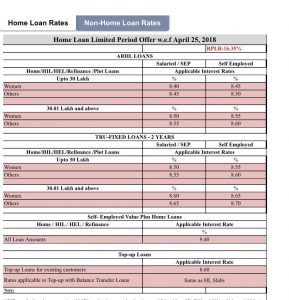 Home Loan Rates Non-Home Loan Rates
Home Loan Limited Period Offer w.e.f April 25, 2018
RPLR-16.35%
ARHL LOANS
Salaried / SEP Self Employed
Home/HIL/HEL/Refinance /Plot Loans Applicable Interest Rates
Upto 30 Lakh % %
Women 8.40 8.45
Others 8.45 8.50
30.01 Lakh and above % %
Women 8.50 8.55
Others 8.55 8.60
TRU-FIXED LOANS - 2 YEARS
Salaried / SEP Self Employed
Home/HIL/HEL/Refinance/Plot Loans Applicable Interest Rates
Upto 30 Lakh % %
Women 8.50 8.55
Others 8.55 8.60
30.01 Lakh and above % %
Women 8.60 8.65
Others 8.65 8.70
Self- Employed Value Plus Home Loans
Home / HIL / HEL / Refinance Applicable Interest Rate
%
All Loan Amounts 9.40
Top-up Loans
Applicable Interest Rate
Top-up Loans for existing customers 8.60
Rates applicable to Top-up with Balance Transfer Loans Same as HL Slabs
Note: